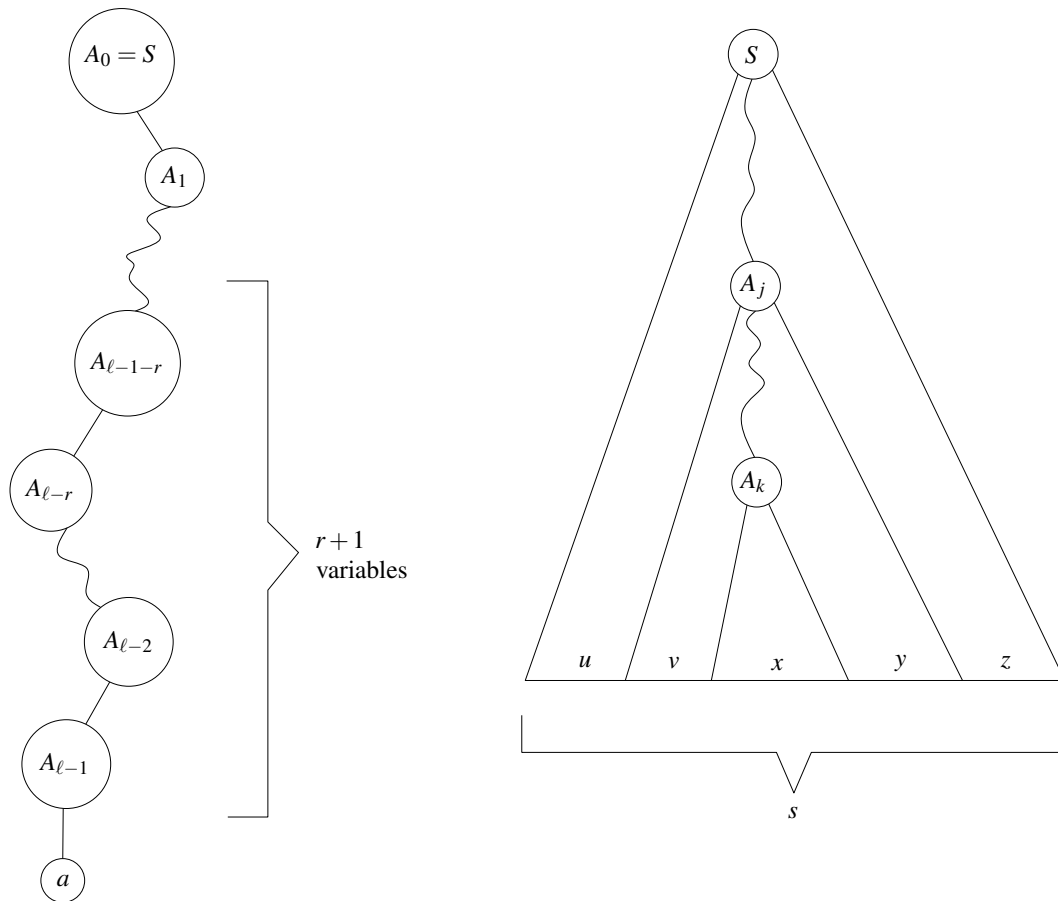 A_0 = S
A_1
A_{ℓ−1−r}
A_{ℓ−r}
A_{ℓ−2}
A_{ℓ−1}
a
r + 1
variables
S
A_j
A_k
u v x y z
s